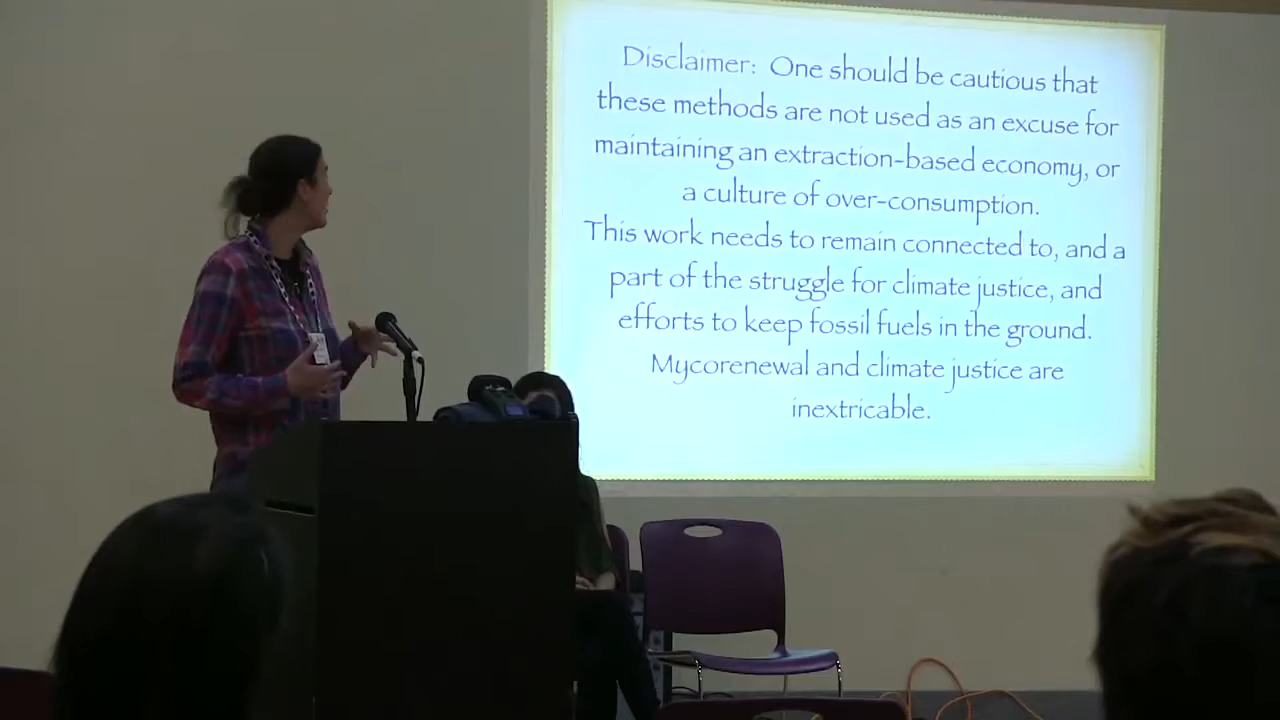 Disclaimer: One should be cautious that
these methods are not used as an excuse for
maintaining an extraction-based economy, or
a culture of over-consumption.
This work needs to remain connected to, and a
part of the struggle for climate justice, and
efforts to keep fossil fuels in the ground.
Mycorenewal and climate justice are
inextricable.